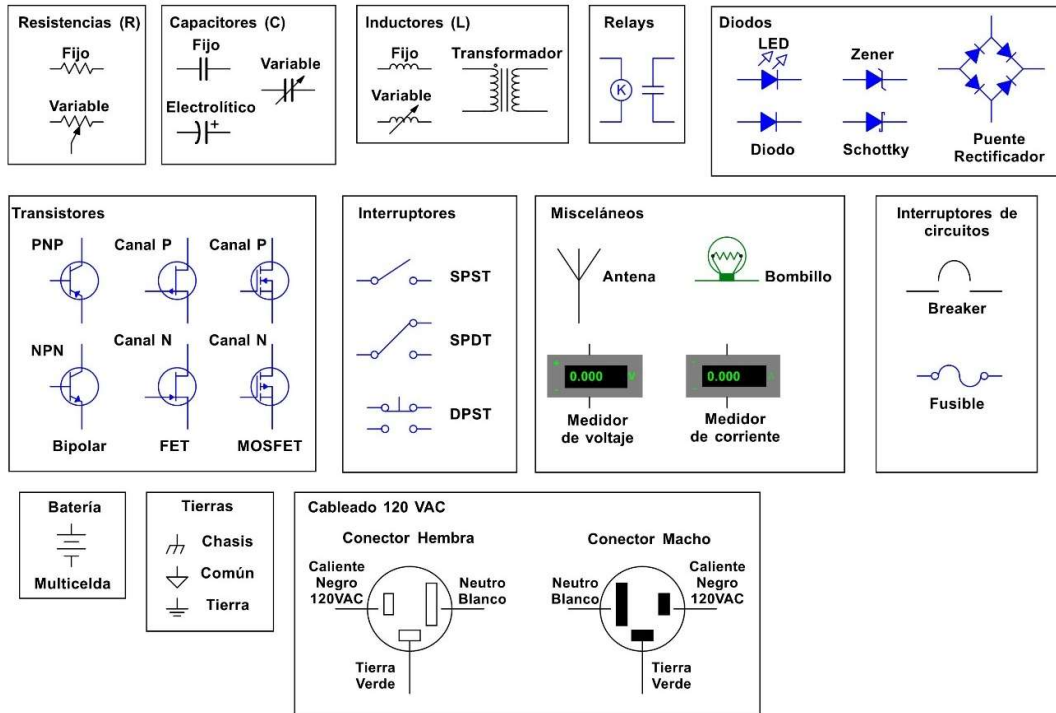 Resistencias (R)
Fijo
Variable
Capacitores (C)
Fijo
Variable
Electrolítico
+
Inductores (L)
Fijo
Transformador
Variable
Relays
K
Diodos
LED
Zener
Diodo
Schottky
Puente
Rectificador
Transistores
PNP
Canal P
Canal P
NPN
Canal N
Canal N
Bipolar
FET
MOSFET
Interruptores
SPST
SPDT
DPST
Misceláneos
Antena
Bombillo
+
0.000
V
-
0.000
Medidor
de voltaje
Medidor
de corriente
Interruptores de
circuitos
Breaker
Fusible
Batería
Multicelda
Tierras
Chasis
Común
Tierra
Cableado 120 VAC
Conector Hembra
Caliente
Negro
120VAC
Neutro
Blanco
Tierra
Verde
Conector Macho
Neutro
Blanco
Caliente
Negro
120VAC
Tierra
Verde